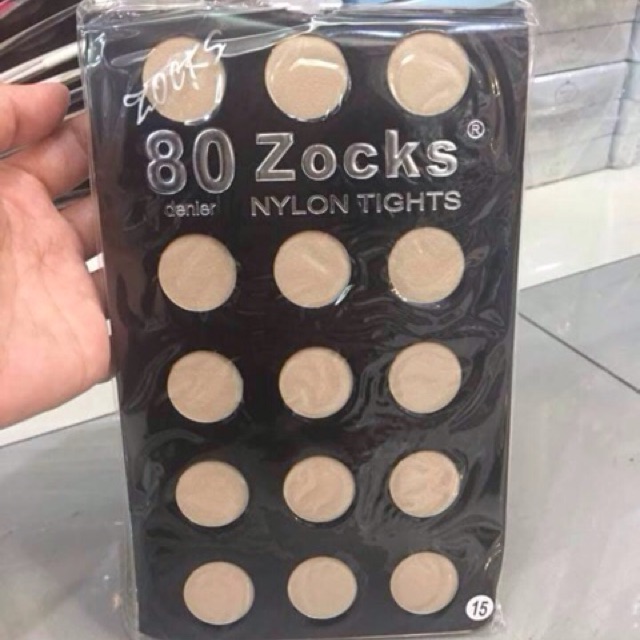 ZOCKS
80 Zocks®
denier NYLON TIGHTS
15